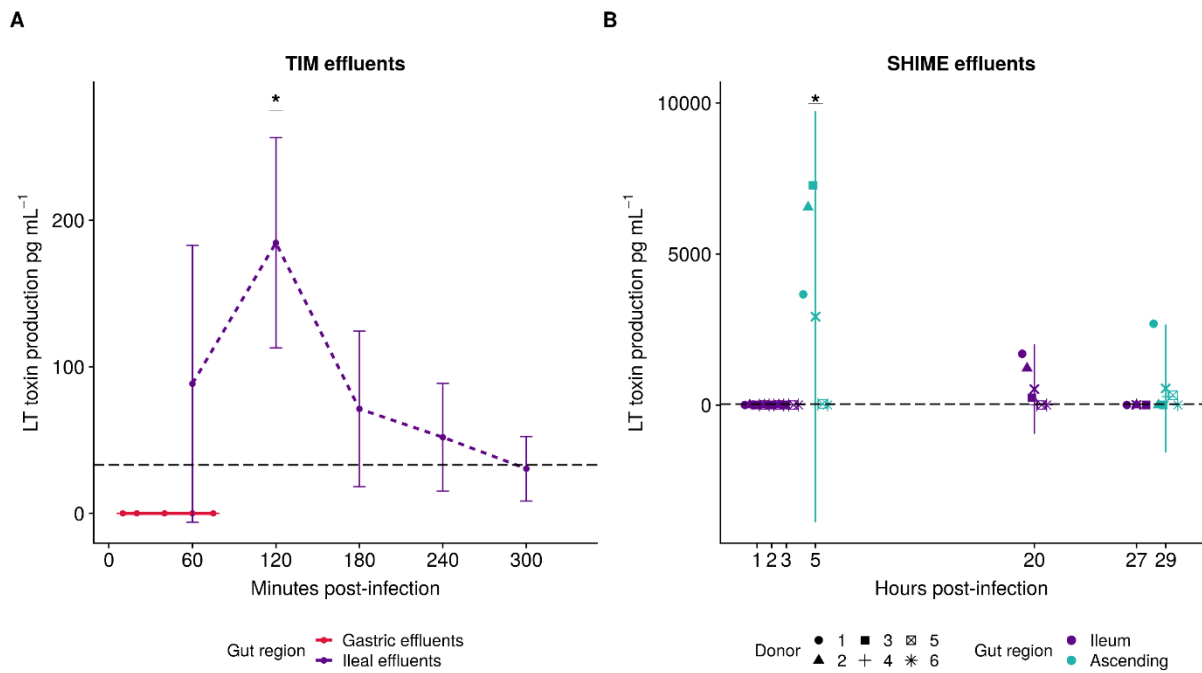 A
TIM effluents
*
LT toxin production pg mL⁻¹
200
100
0
0 60 120 180 240 300
Minutes post-infection
Gut region
Gastric effluents
Ileal effluents
B
SHIME effluents
*
LT toxin production pg mL⁻¹
10000
5000
0
1 2 3 5 20 27 29
Hours post-infection
Donor
1 3 5
2 4 6
Gut region
Ileum
Ascending